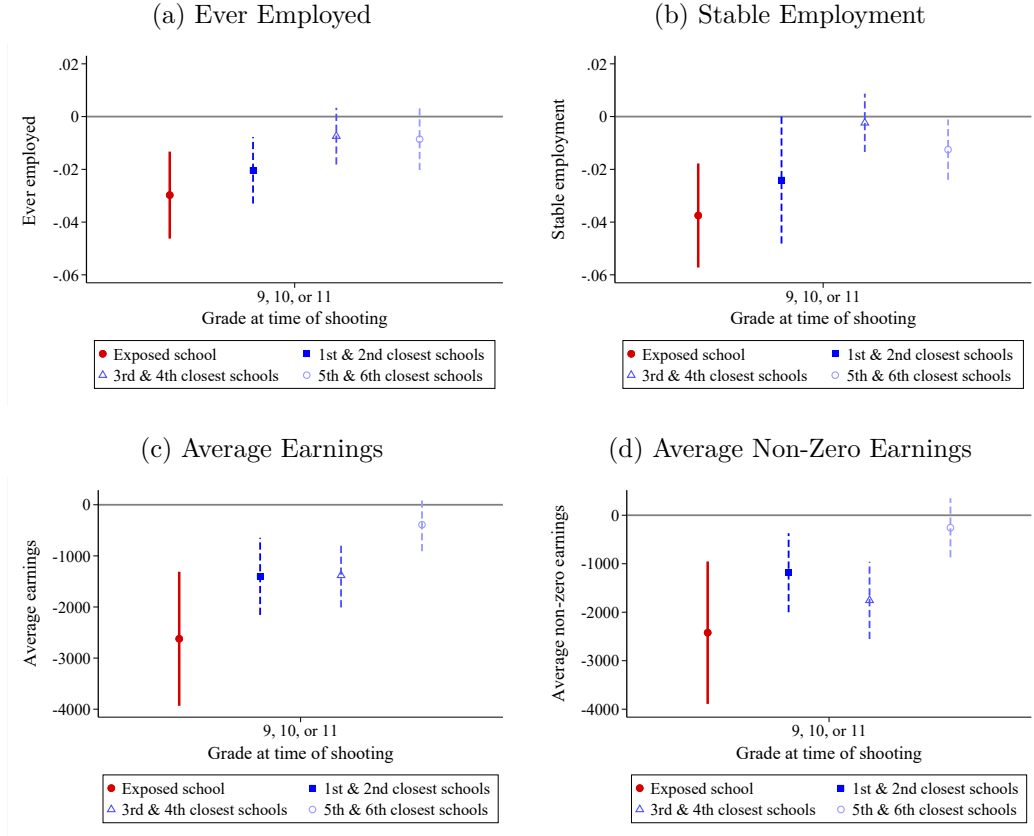 (a) Ever Employed
.02
0
-.02
-.04
-.06
Ever employed
9, 10, or 11
Grade at time of shooting
Exposed school
1st & 2nd closest schools
3rd & 4th closest schools
5th & 6th closest schools
(b) Stable Employment
.02
0
-.02
-.04
-.06
Stable employment
9, 10, or 11
Grade at time of shooting
Exposed school
1st & 2nd closest schools
3rd & 4th closest schools
5th & 6th closest schools
(c) Average Earnings
0
-1000
-2000
-3000
-4000
Average earnings
9, 10, or 11
Grade at time of shooting
Exposed school
1st & 2nd closest schools
3rd & 4th closest schools
5th & 6th closest schools
(d) Average Non-Zero Earnings
0
-1000
-2000
-3000
-4000
Average non-zero earnings
9, 10, or 11
Grade at time of shooting
Exposed school
1st & 2nd closest schools
3rd & 4th closest schools
5th & 6th closest schools